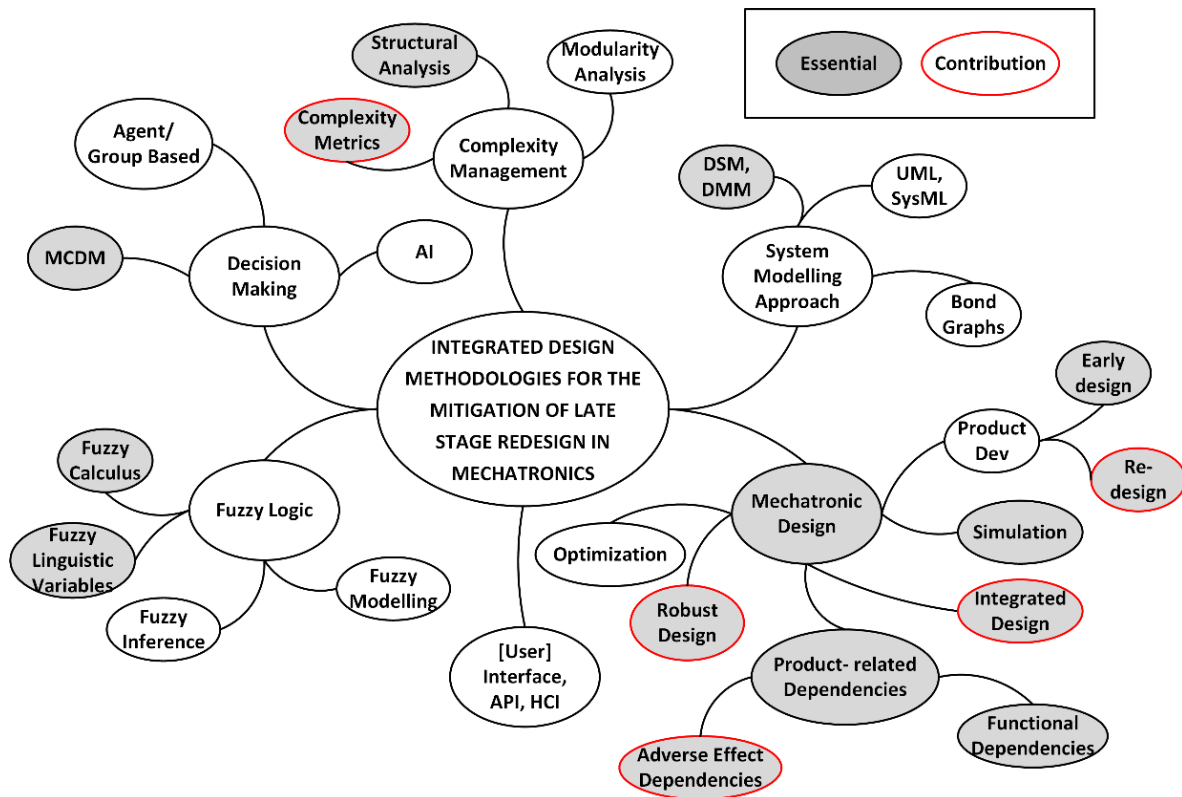 Structural
Analysis
Modularity
Analysis
Essential
Contribution
Complexity
Metrics
Agent/
Group Based
Complexity
Management
DSM,
DMM
UML,
SysML
MCDM
Decision
Making
AI
System
Modelling
Approach
Bond
Graphs
INTEGRATED DESIGN
METHODOLOGIES FOR THE
MITIGATION OF LATE
STAGE REDESIGN IN
MECHATRONICS
Early
design
Product
Dev
Re-
design
Fuzzy
Calculus
Fuzzy Logic
Mechatronic
Design
Simulation
Fuzzy
Linguistic
Variables
Optimization
Fuzzy
Modelling
Fuzzy
Inference
Robust
Design
Integrated
Design
[User]
Interface,
API, HCI
Product- related
Dependencies
Functional
Dependencies
Adverse Effect
Dependencies